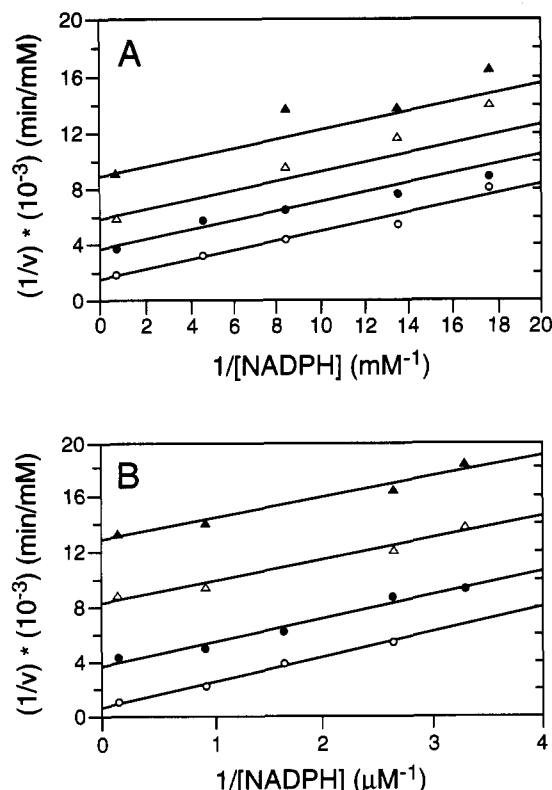 A
(1/v) * (10⁻³) (min/mM)
20
16
12
8
4
0
0 2 4 6 8 10 12 14 16 18 20
1/[NADPH] (mM⁻¹)
B
(1/v) * (10⁻³) (min/mM)
20
16
12
8
4
0
0 1 2 3 4
1/[NADPH] (μM⁻¹)